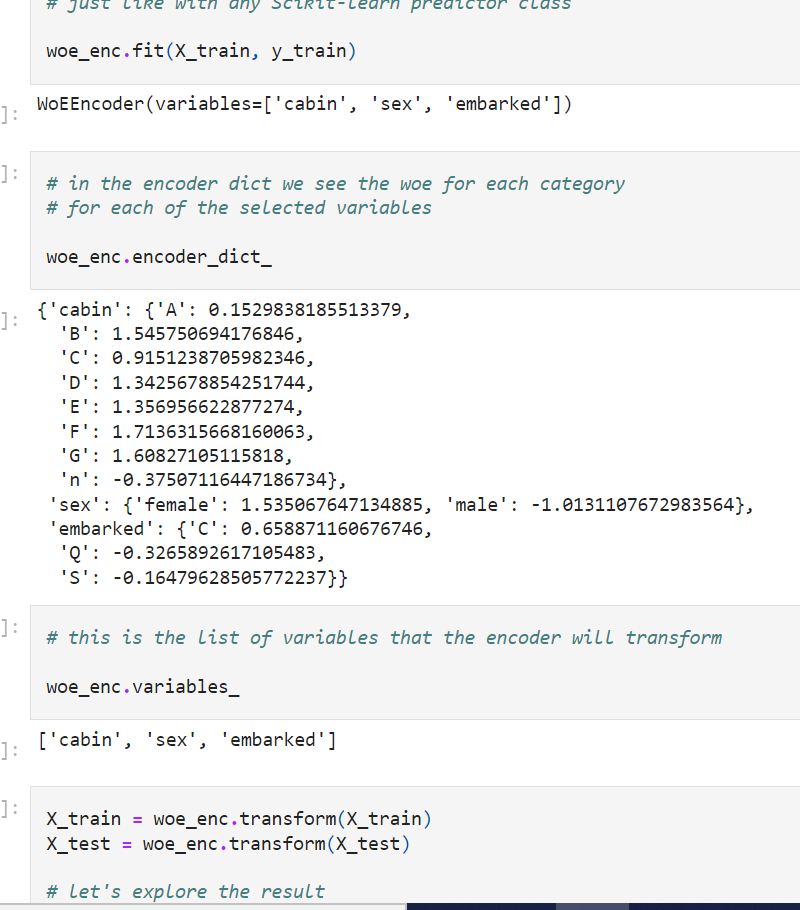 # just like with any Scikit-learn predictor class
woe_enc.fit(X_train, y_train)
]:
WoEEncoder(variables=['cabin', 'sex', 'embarked'])
]:
# in the encoder dict we see the woe for each category
# for each of the selected variables
woe_enc.encoder_dict_
]:
{'cabin': {'A': 0.1529838185513379,
'B': 1.545750694176846,
'C': 0.9151238705982346,
'D': 1.3425678854251744,
'E': 1.356956622877274,
'F': 1.7136315668160063,
'G': 1.60827105115818,
'n': -0.37507116447186734},
'sex': {'female': 1.535067647134885, 'male': -1.0131107672983564},
'embarked': {'C': 0.658871160676746,
'Q': -0.3265892617105483,
'S': -0.16479628505772237}}
]:
# this is the list of variables that the encoder will transform
woe_enc.variables_
]:
['cabin', 'sex', 'embarked']
]:
X_train = woe_enc.transform(X_train)
X_test = woe_enc.transform(X_test)
# let's explore the result